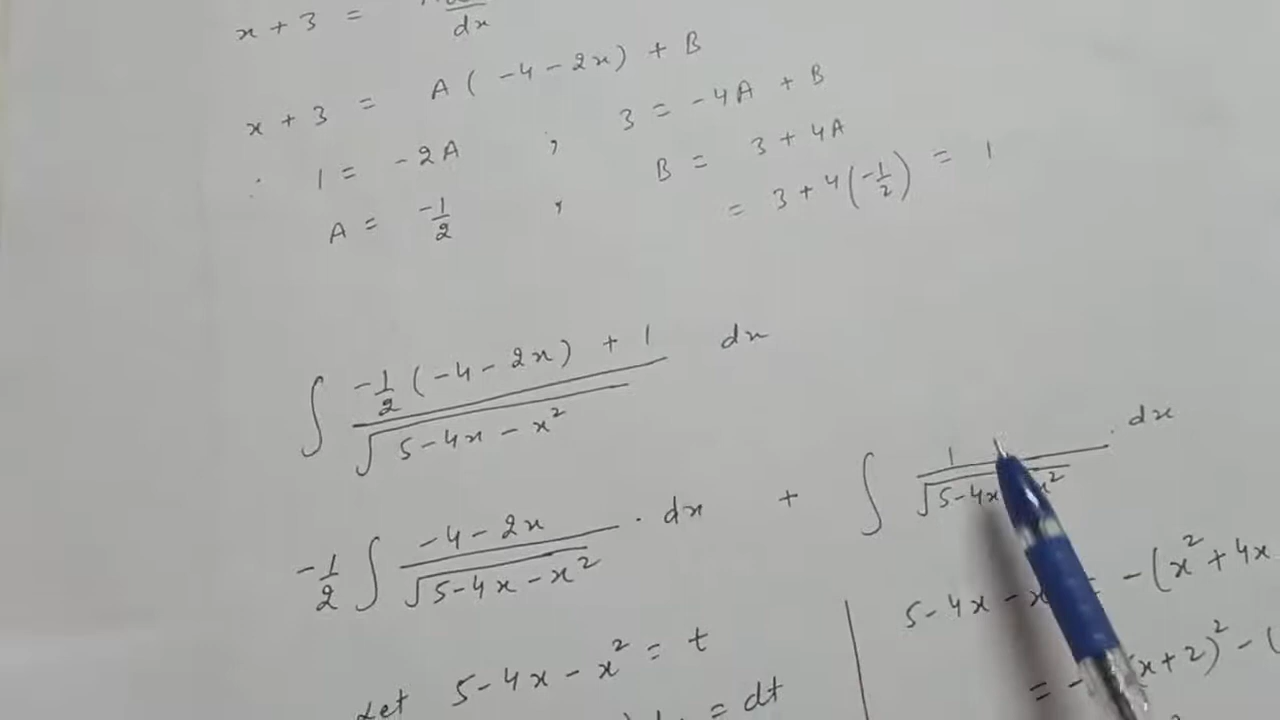 x + 3 =
dx
x + 3 = A ( -4 - 2x ) + B
∴ 1 = -2A , 3 = -4A + B
A = -1/2 , B = 3 + 4A
= 3 + 4(-1/2) = 1
∫ -1/2 (-4 - 2x) + 1 / √(5-4x-x²) dx
-1/2 ∫ -4-2x / √(5-4x-x²) · dx + ∫ 1 / √(5-4x x²) · dx
Let 5-4x-x² = t
= dt
5-4x-x = -(x²+4x
= - (x+2)² - (